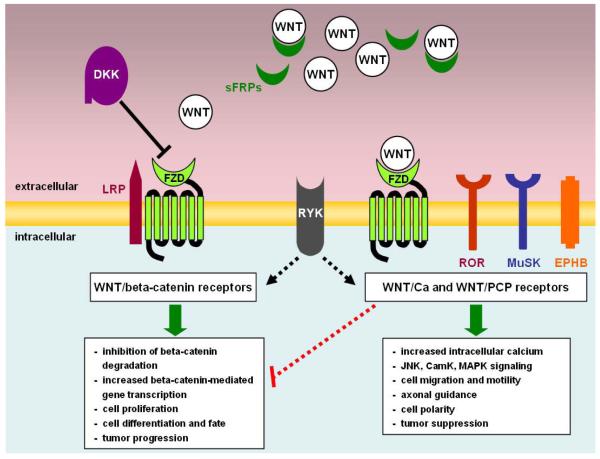 WNT
WNT
WNT
WNT
WNT
sFRPs
DKK
WNT
WNT
FZD
FZD
LRP
extracellular
intracellular
RYK
ROR
MuSK
EPHB
WNT/beta-catenin receptors
WNT/Ca and WNT/PCP receptors
- inhibition of beta-catenin
degradation
- increased beta-catenin-mediated
gene transcription
- cell proliferation
- cell differentiation and fate
- tumor progression
- increased intracellular calcium
- JNK, CamK, MAPK signaling
- cell migration and motility
- axonal guidance
- cell polarity
- tumor suppression